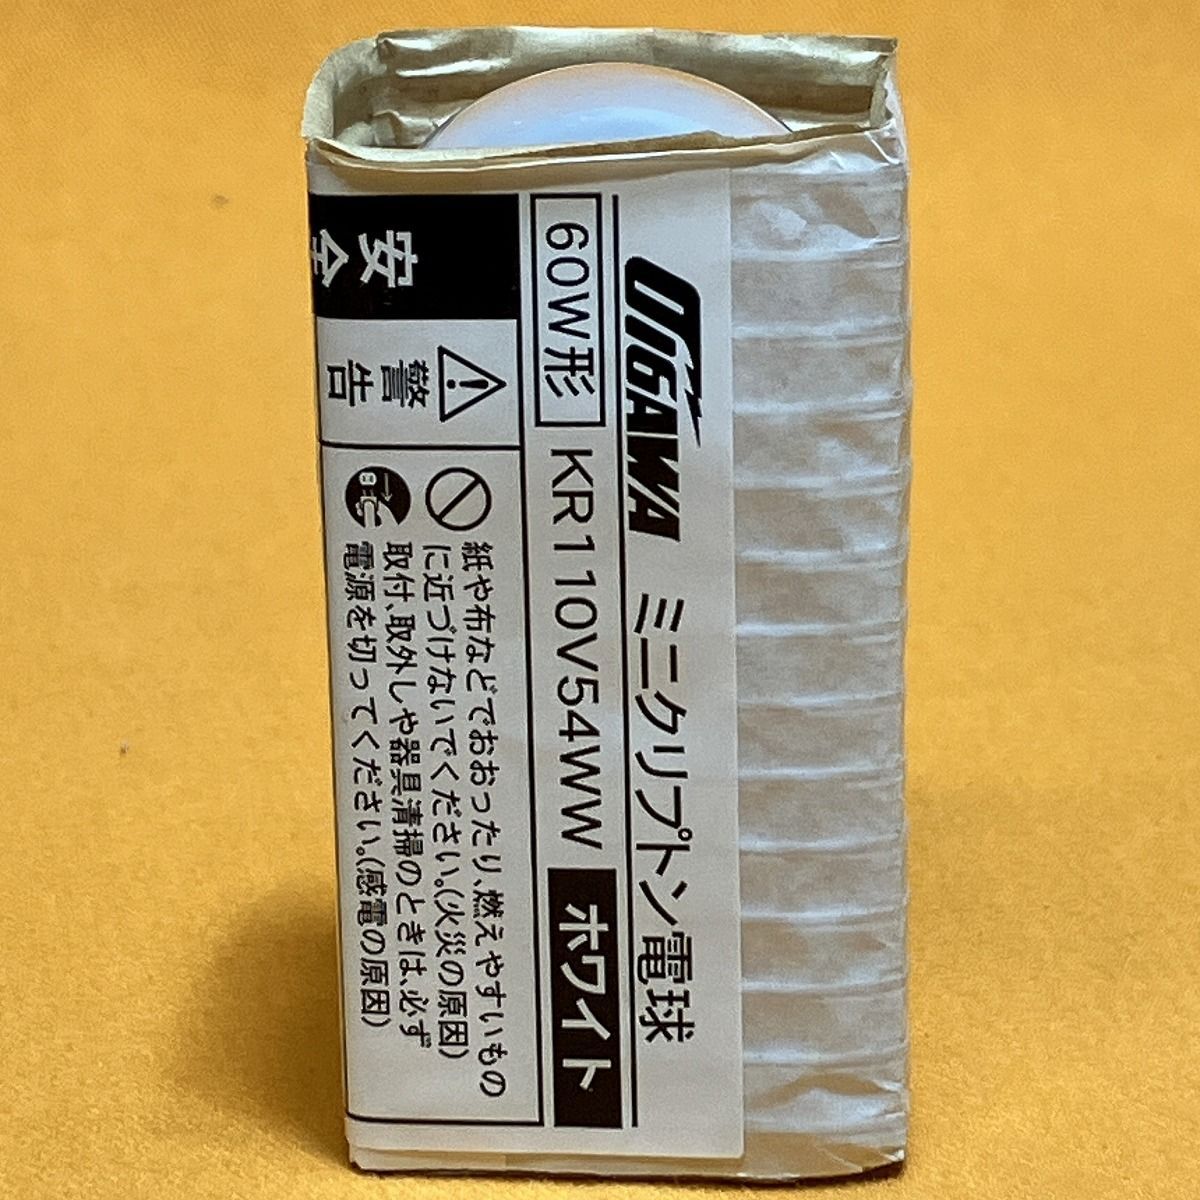 UIGAWA ミニクリプトン電球
60W形 KR110V54WW ホワイト
安全
警告
紙や布などでおおったり、燃えやすいもの
に近づけないでください。(火災の原因)
取付、取外しや器具清掃のときは、必ず
電源を切ってください。(感電の原因)